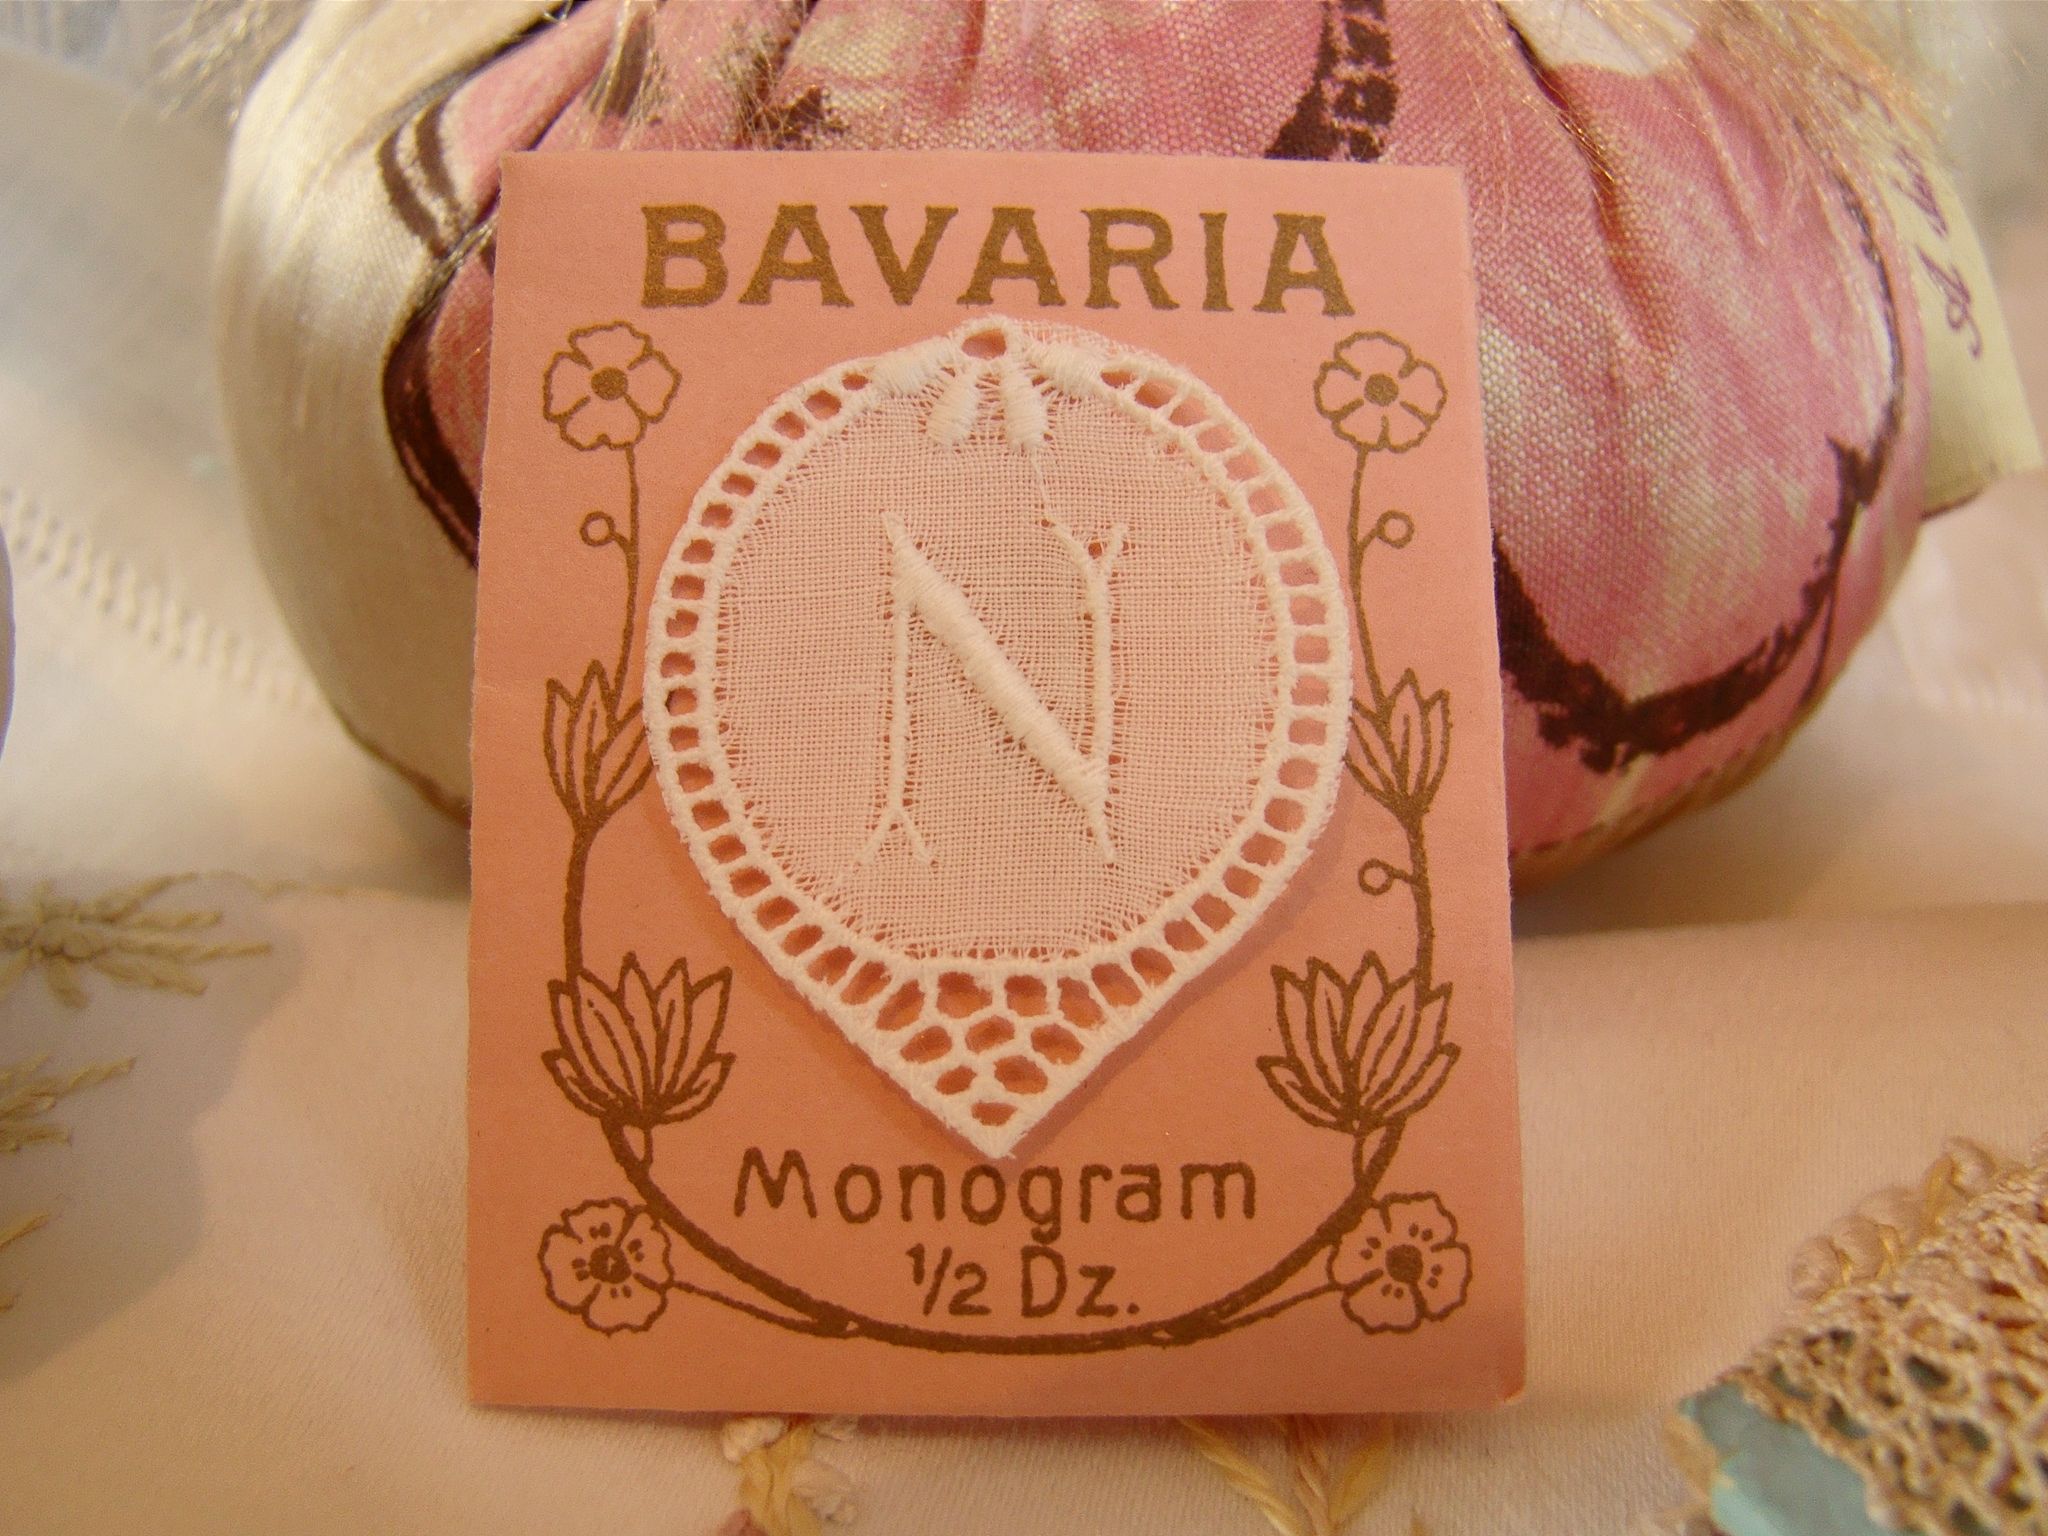 BAVARIA
N
Monogram
1/2 Dz.